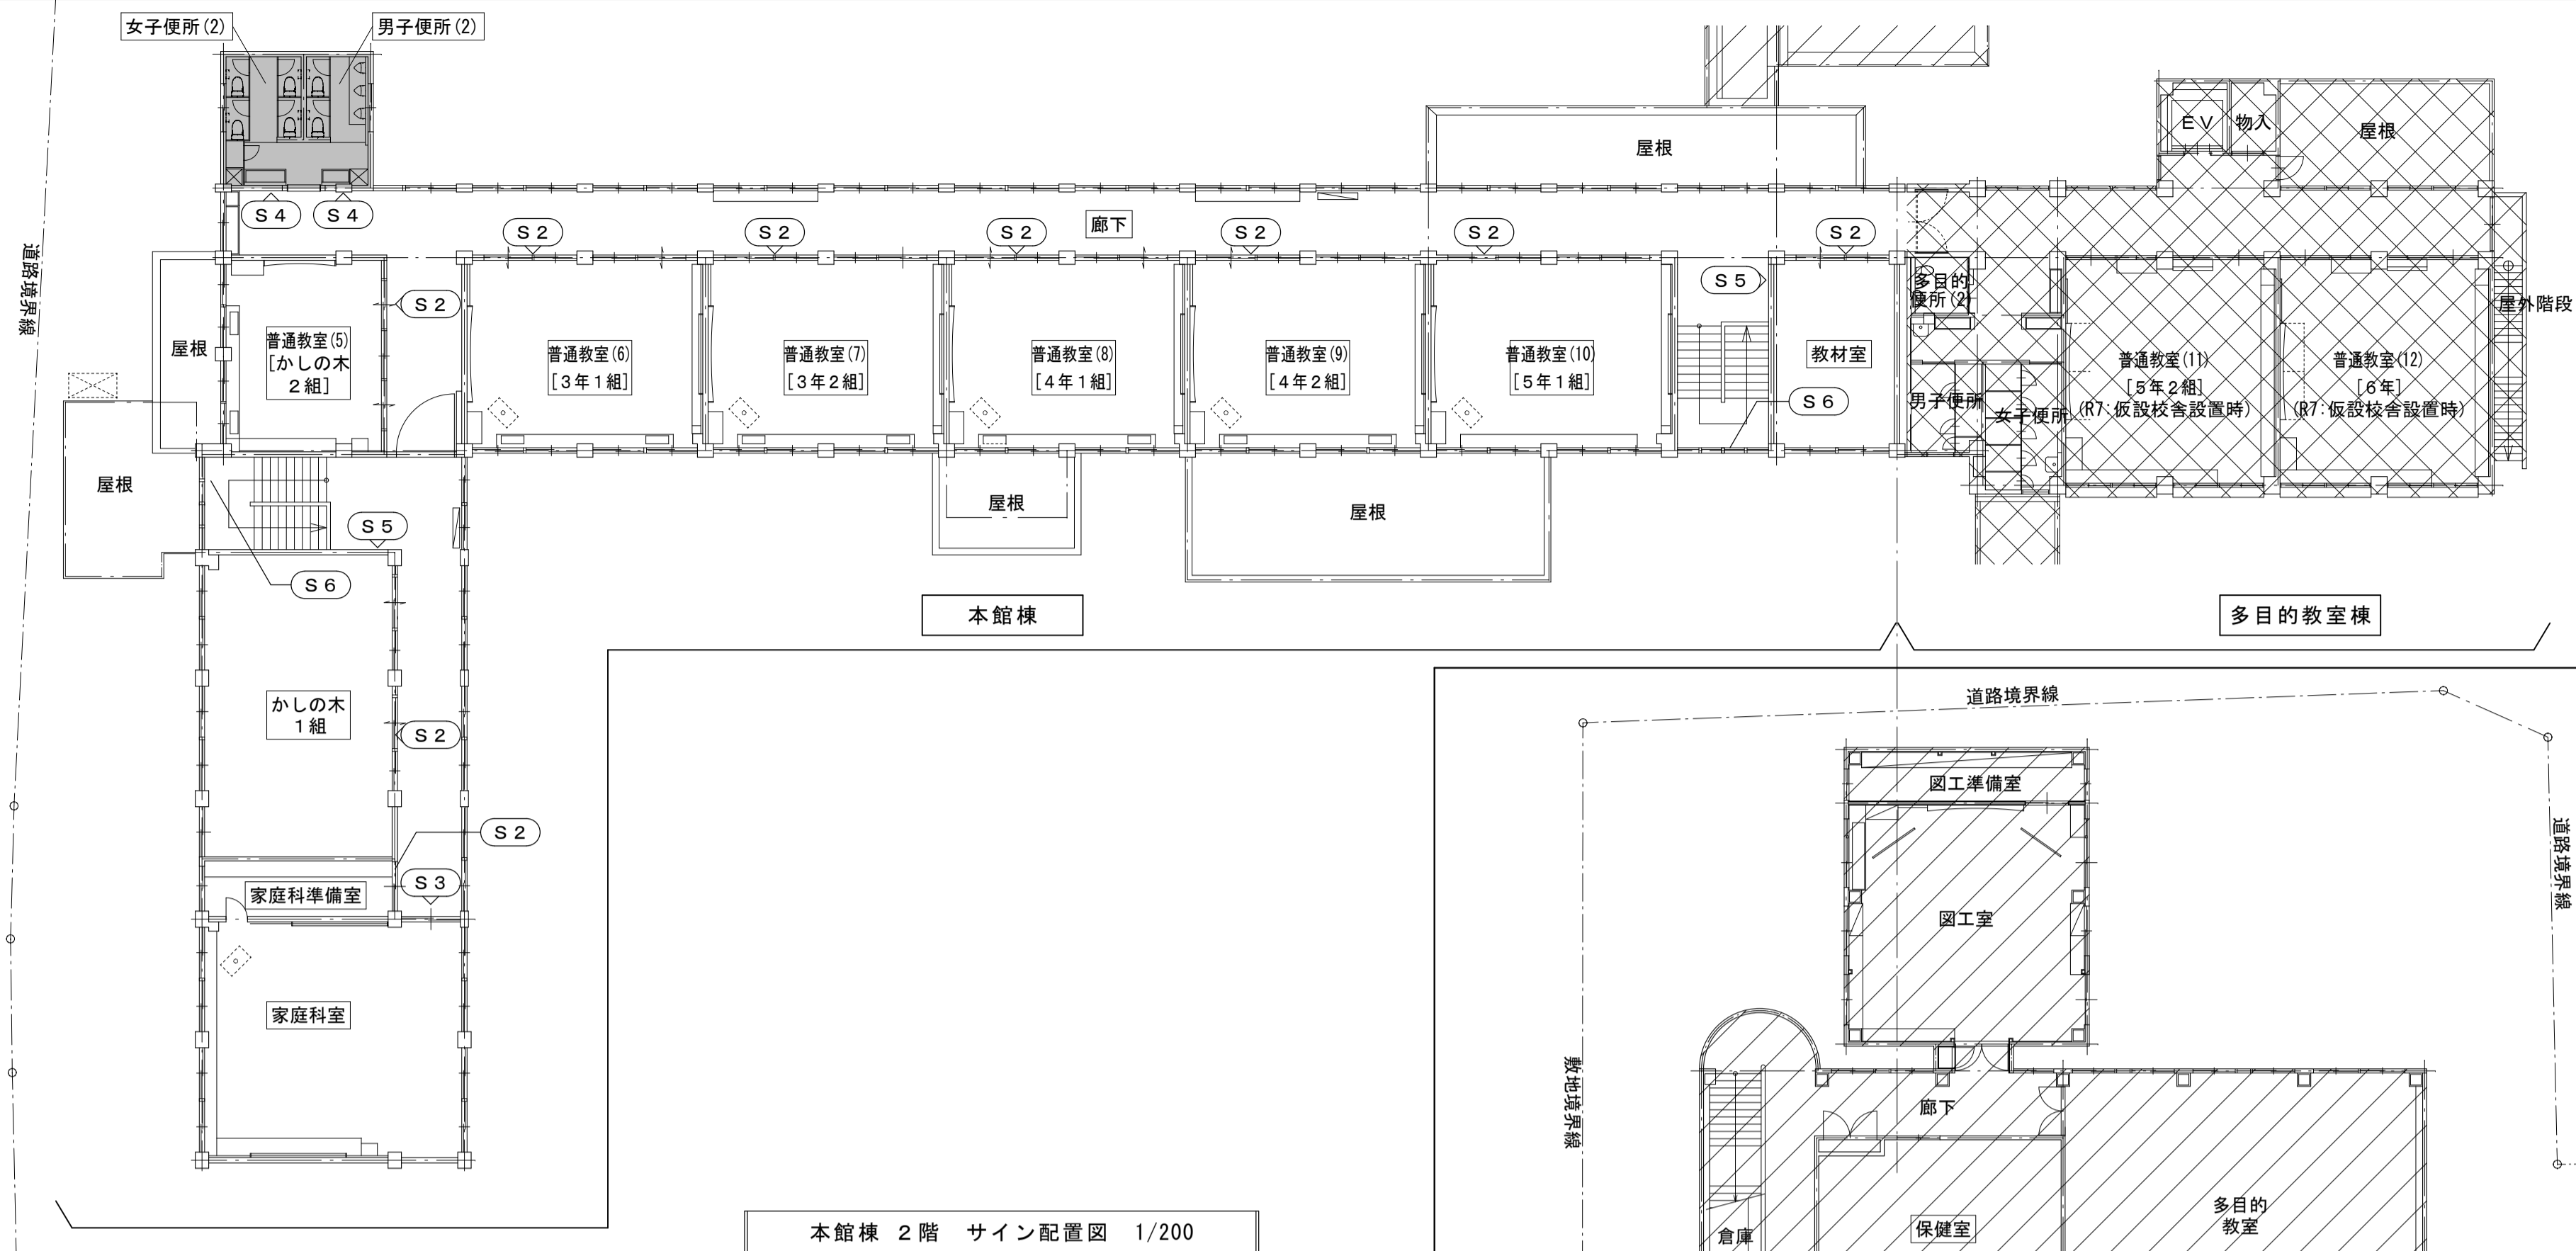 女子便所(2)
男子便所(2)
EV
物入
屋根
屋根
S4
S4
廊下
S2
S2
S2
S2
S2
S2
道路境界線
S2
S5
多目的
便所(2)
屋外階段
屋根
普通教室(5)
[かしの木
2組]
普通教室(6)
[3年1組]
普通教室(7)
[3年2組]
普通教室(8)
[4年1組]
普通教室(9)
[4年2組]
普通教室(10)
[5年1組]
教材室
S6
男子便所
女子便所
普通教室(11)
[5年2組]
(R7:仮設校舎設置時)
普通教室(12)
[6年]
(R7:仮設校舎設置時)
屋根
屋根
屋根
S5
S6
本館棟
多目的教室棟
かしの木
1組
S2
S2
S3
家庭科準備室
家庭科室
道路境界線
道路境界線
図工準備室
図工室
敷地境界線
廊下
倉庫
保健室
多目的
教室
本館棟 2階 サイン配置図 1/200